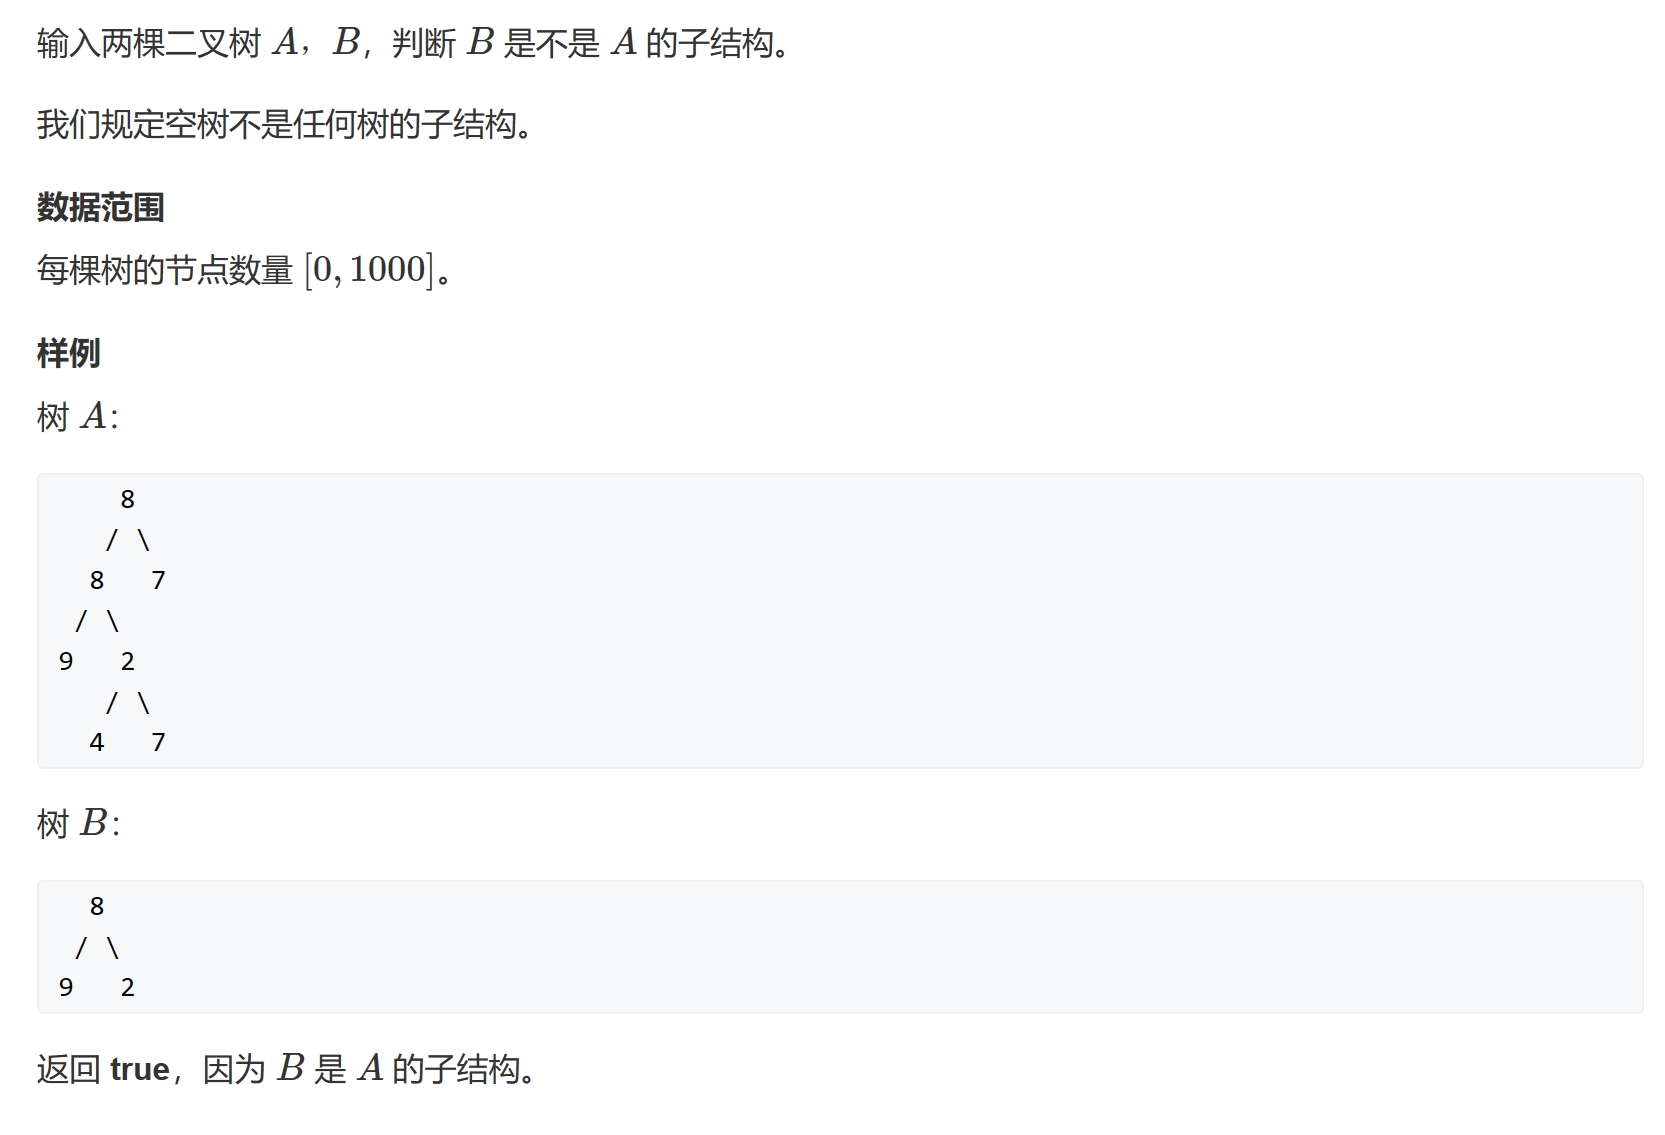 输入两棵二叉树 A，B，判断 B 是不是 A 的子结构。
我们规定空树不是任何树的子结构。
数据范围
每棵树的节点数量 [0, 1000]。
样例
树 A：
8
/ \
8 7
/ \
9 2
/ \
4 7
树 B：
8
/ \
9 2
返回 true，因为 B 是 A 的子结构。